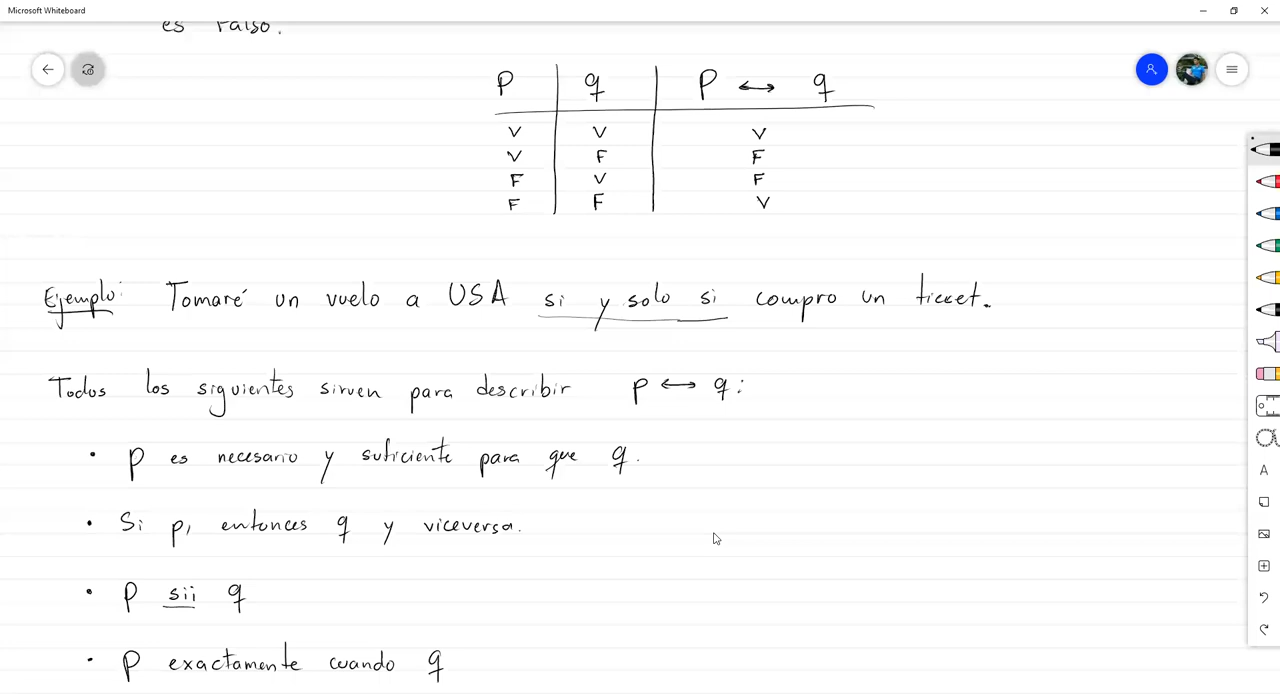 Microsoft Whiteboard
es falso.
P q P ↔ q
V V V
V F F
F V F
F F V
Ejemplo: Tomaré un vuelo a USA si y solo si compro un ticket.
Todos los siguientes sirven para describir p ↔ q:
• P es necesario y suficiente para que q.
• Si p, entonces q y viceversa.
• P sii q
• P exactamente cuando q
A